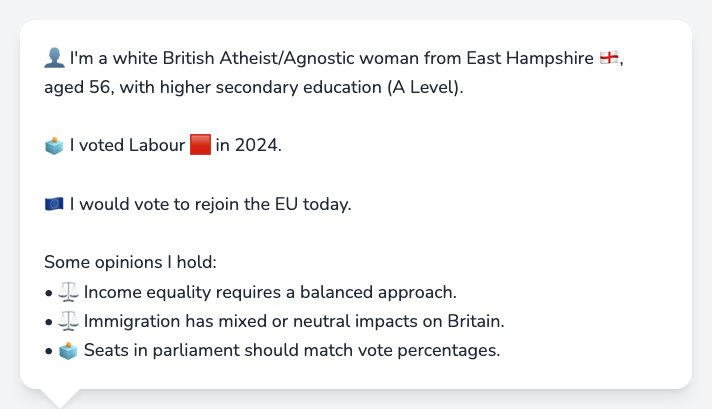 👤 I'm a white British Atheist/Agnostic woman from East Hampshire 🏴󠁧󠁢󠁥󠁮󠁧󠁿,
aged 56, with higher secondary education (A Level).
🗳️ I voted Labour 🟥 in 2024.
🇪🇺 I would vote to rejoin the EU today.
Some opinions I hold:
• ⚖️ Income equality requires a balanced approach.
• ⚖️ Immigration has mixed or neutral impacts on Britain.
• 🗳️ Seats in parliament should match vote percentages.